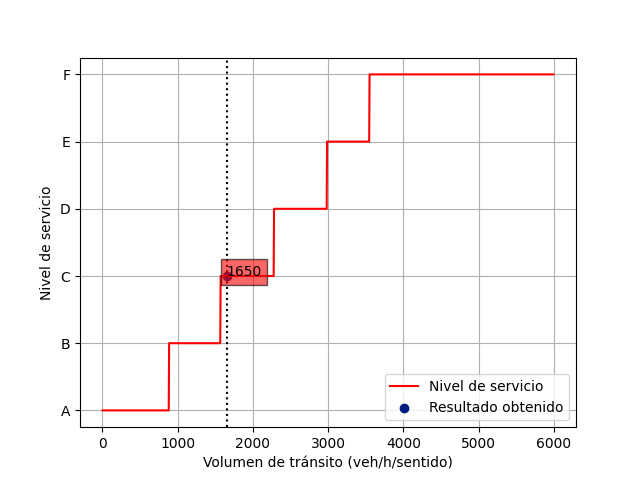 F
E
D
C
B
A
Nivel de servicio
1650
Nivel de servicio
Resultado obtenido
0 1000 2000 3000 4000 5000 6000
Volumen de tránsito (veh/h/sentido)